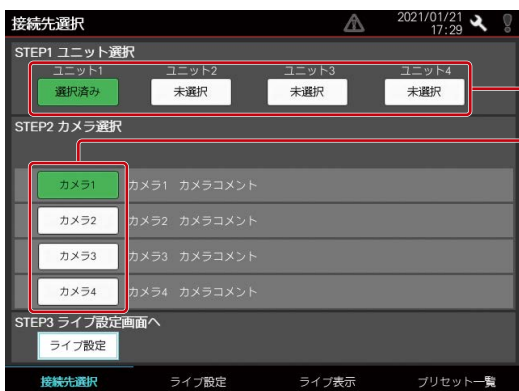 接続先選択
2021/01/21
17:29
STEP1 ユニット選択
ユニット1 ユニット2 ユニット3 ユニット4
選択済み 未選択 未選択 未選択
STEP2 カメラ選択
カメラ1 カメラ1 カメラコメント
カメラ2 カメラ2 カメラコメント
カメラ3 カメラ3 カメラコメント
カメラ4 カメラ4 カメラコメント
STEP3 ライブ設定画面へ
ライブ設定
接続先選択 ライブ設定 ライブ表示 プリセット一覧